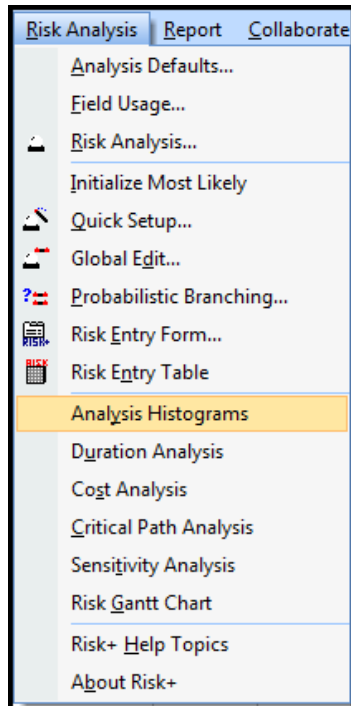 Risk Analysis Report Collaborate
Analysis Defaults...
Field Usage...
Risk Analysis...
Initialize Most Likely
Quick Setup...
Global Edit...
?
Probabilistic Branching...
RISK+
Risk Entry Form...
RISK
Risk Entry Table
Analysis Histograms
Duration Analysis
Cost Analysis
Critical Path Analysis
Sensitivity Analysis
Risk Gantt Chart
Risk+ Help Topics
About Risk+